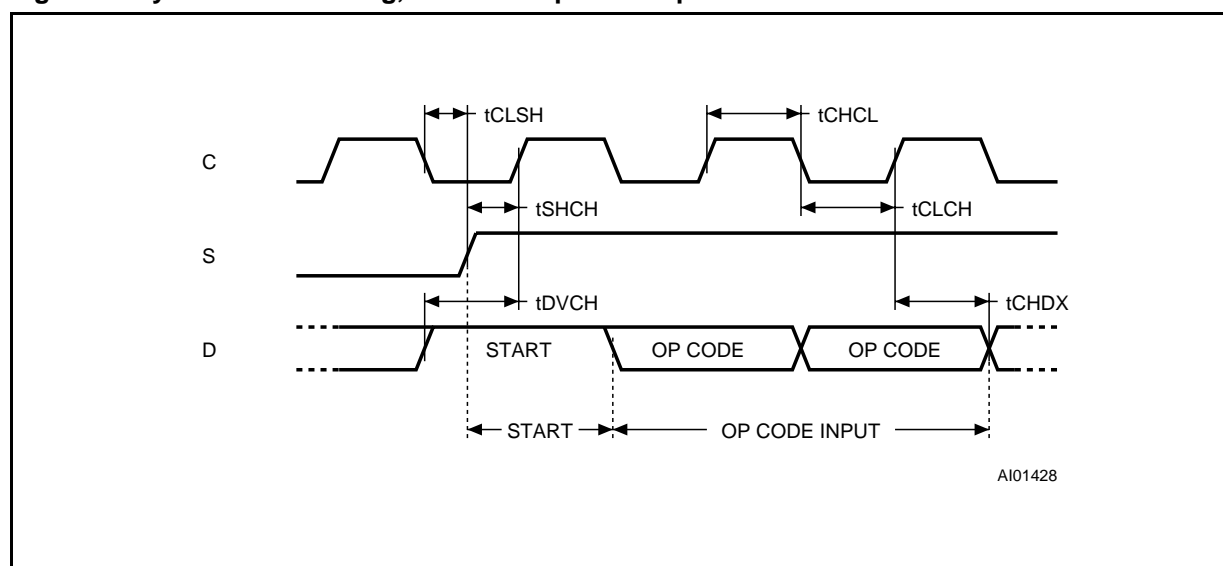 tCLSH
tCHCL
C
tSHCH
tCLCH
S
tDVCH
tCHDX
D
START
OP CODE
OP CODE
START
OP CODE INPUT
AI01428